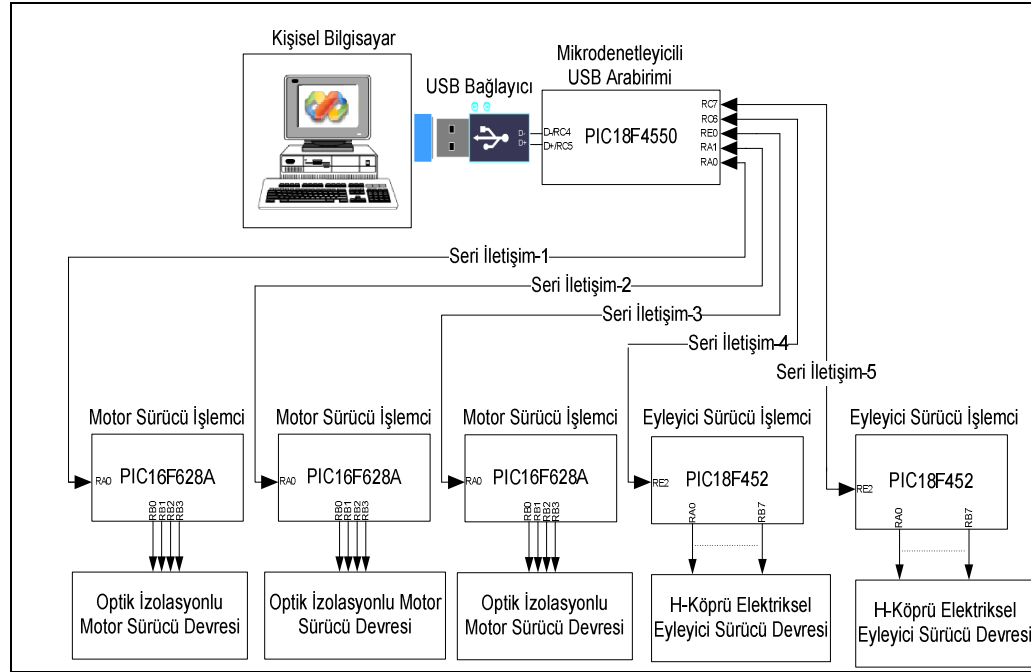 Kişisel Bilgisayar
Mikrodenetleyicili
USB Arabirimi
USB Bağlayıcı
D-
D+
D-/RC4
D+/RC5
PIC18F4550
RC7
RC6
RE0
RA1
RA0
Seri İletişim-1
Seri İletişim-2
Seri İletişim-3
Seri İletişim-4
Seri İletişim-5
Motor Sürücü İşlemci
Motor Sürücü İşlemci
Motor Sürücü İşlemci
Eyleyici Sürücü İşlemci
Eyleyici Sürücü İşlemci
RA0 PIC16F628A
RB0 RB1 RB2 RB3
RA0 PIC16F628A
RB0 RB1 RB2 RB3
RA0 PIC16F628A
RB0 RB1 RB2 RB3
RE2 PIC18F452
RA0 RB7
RE2 PIC18F452
RA0 RB7
Optik İzolasyonlu
Motor Sürücü Devresi
Optik İzolasyonlu Motor
Sürücü Devresi
Optik İzolasyonlu
Motor Sürücü Devresi
H-Köprü Elektriksel
Eyleyici Sürücü Devresi
H-Köprü Elektriksel
Eyleyici Sürücü Devresi